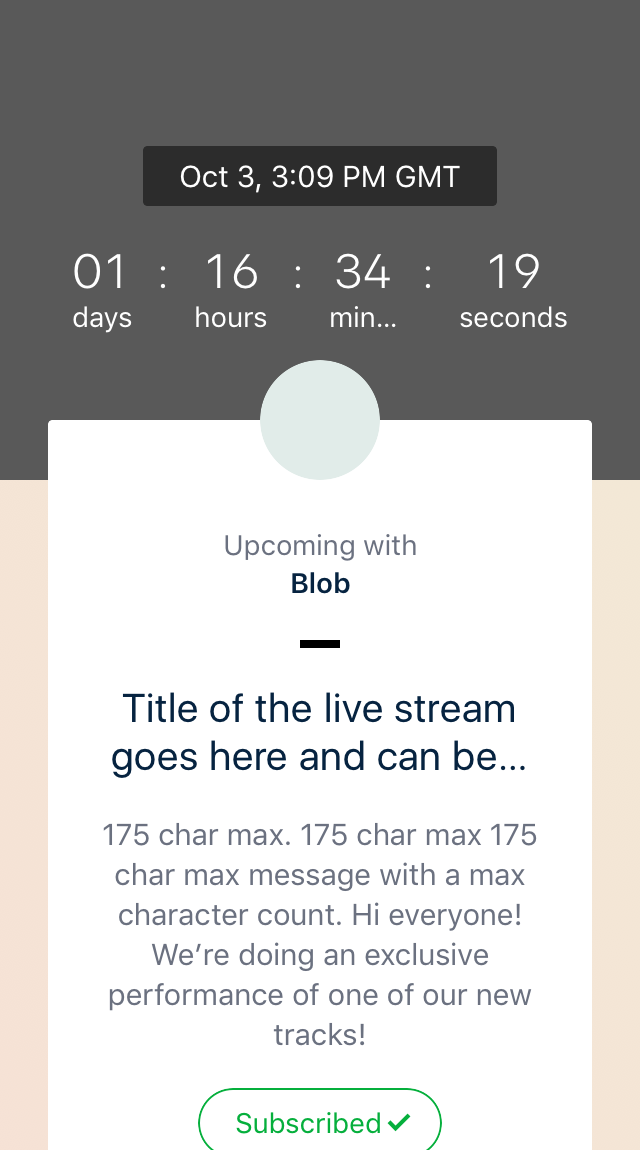 Oct 3, 3:09 PM GMT
01 : 16 : 34 : 19
days hours min... seconds
Upcoming with
Blob
Title of the live stream
goes here and can be...
175 char max. 175 char max 175
char max message with a max
character count. Hi everyone!
We’re doing an exclusive
performance of one of our new
tracks!
Subscribed